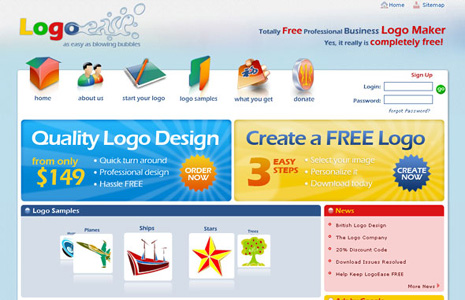 Home Sitemap
Logoease
as easy as blowing bubbles
Totally Free Professional Business Logo Maker
Yes, it really is completely free!
home
about us
start your logo
logo samples
what you get
donate
Sign Up
Login:
go
Password:
forgot Password?
Quality Logo Design
from only
$149
• Quick turn around
• Professional design
• Hassle FREE
ORDER
NOW
Create a FREE Logo
3 EASY
STEPS
• Select your image
• Personalize it
• Download today
CREATE
NOW
Logo Samples
Planes
Ships
Stars
Trees
News
British Logo Design
The Logo Company
20% Discount Code
Download Issues Resolved
Help Keep LogoEase FREE
More News